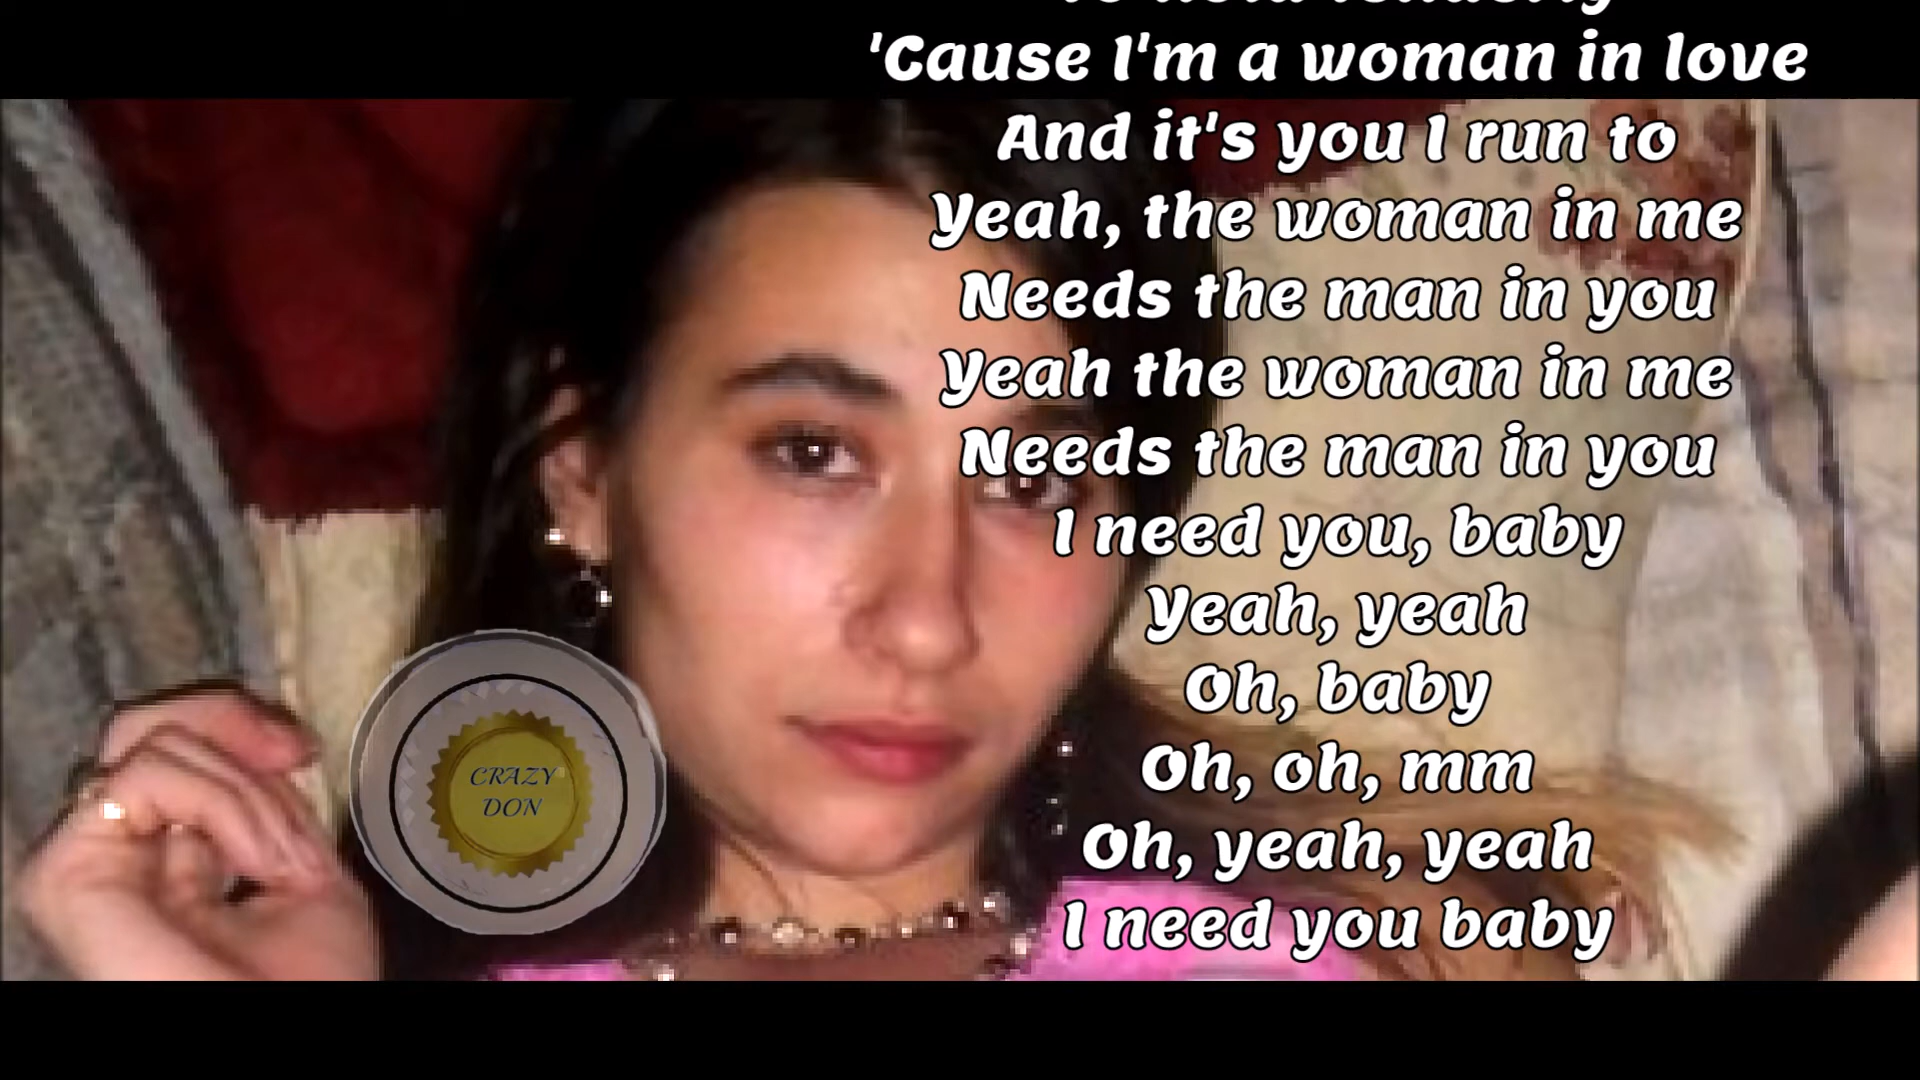 'Cause I'm a woman in love
And it's you I run to
Yeah, the woman in me
Needs the man in you
Yeah the woman in me
Needs the man in you
I need you, baby
Yeah, yeah
Oh, baby
Oh, oh, mm
Oh, yeah, yeah
I need you baby
CRAZY
DON